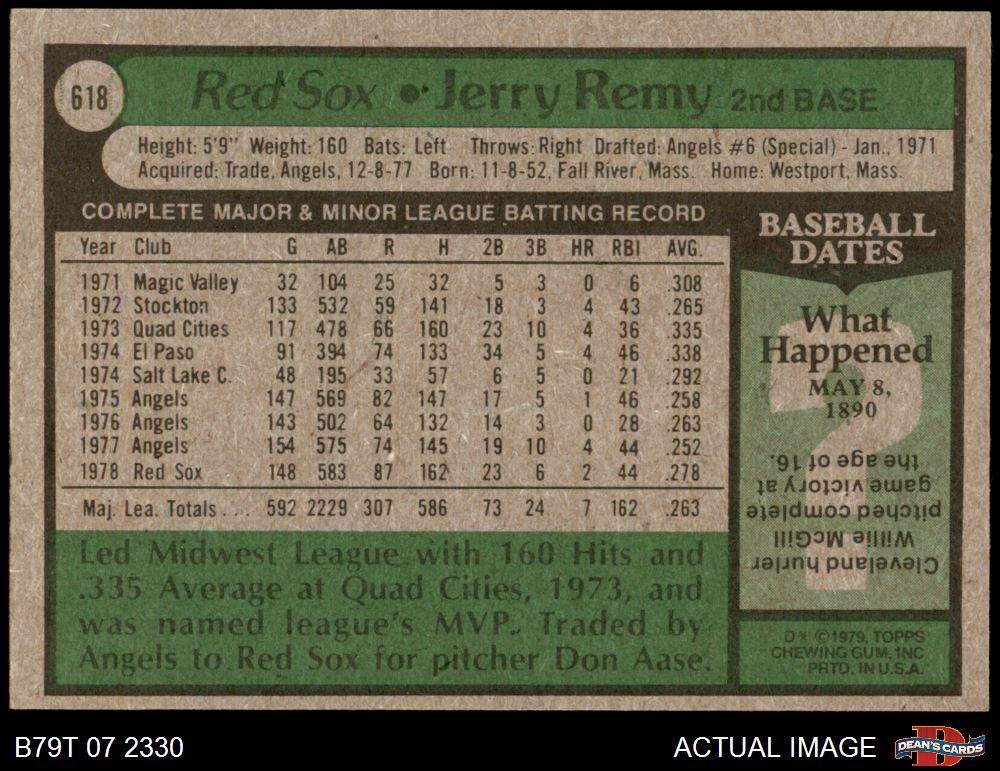 618
Red Sox • Jerry Remy 2nd BASE
Height: 5'9" Weight: 160 Bats: Left Throws: Right Drafted: Angels #6 (Special) - Jan., 1971
Acquired: Trade, Angels, 12-8-77 Born: 11-8-52, Fall River, Mass. Home: Westport, Mass.
COMPLETE MAJOR & MINOR LEAGUE BATTING RECORD
Year Club G AB R H 2B 3B HR RBI AVG.
1971 Magic Valley 32 104 25 32 5 3 0 6 .308
1972 Stockton 133 532 59 141 18 3 4 43 .265
1973 Quad Cities 117 478 66 160 23 10 4 36 .335
1974 El Paso 91 394 74 133 34 5 4 46 .338
1974 Salt Lake C. 48 195 33 57 6 5 0 21 .292
1975 Angels 147 569 82 147 17 5 1 46 .258
1976 Angels 143 502 64 132 14 3 0 28 .263
1977 Angels 154 575 74 145 19 10 4 44 .252
1978 Red Sox 148 583 87 162 23 6 2 44 .278
Maj. Lea. Totals . . . 592 2229 307 586 73 24 7 162 .263
Led Midwest League with 160 Hits and
.335 Average at Quad Cities, 1973, and
was named league's MVP. Traded by
Angels to Red Sox for pitcher Don Aase.
BASEBALL
DATES
What
Happened
MAY 8,
1890
?
Cleveland hurler
Willie McGill
pitched complete
game victory at
the age of 16.
D* ©1979, TOPPS
CHEWING GUM, INC
PRTD. IN U.S.A.
B79T 07 2330
ACTUAL IMAGE
D
DEAN'S CARDS